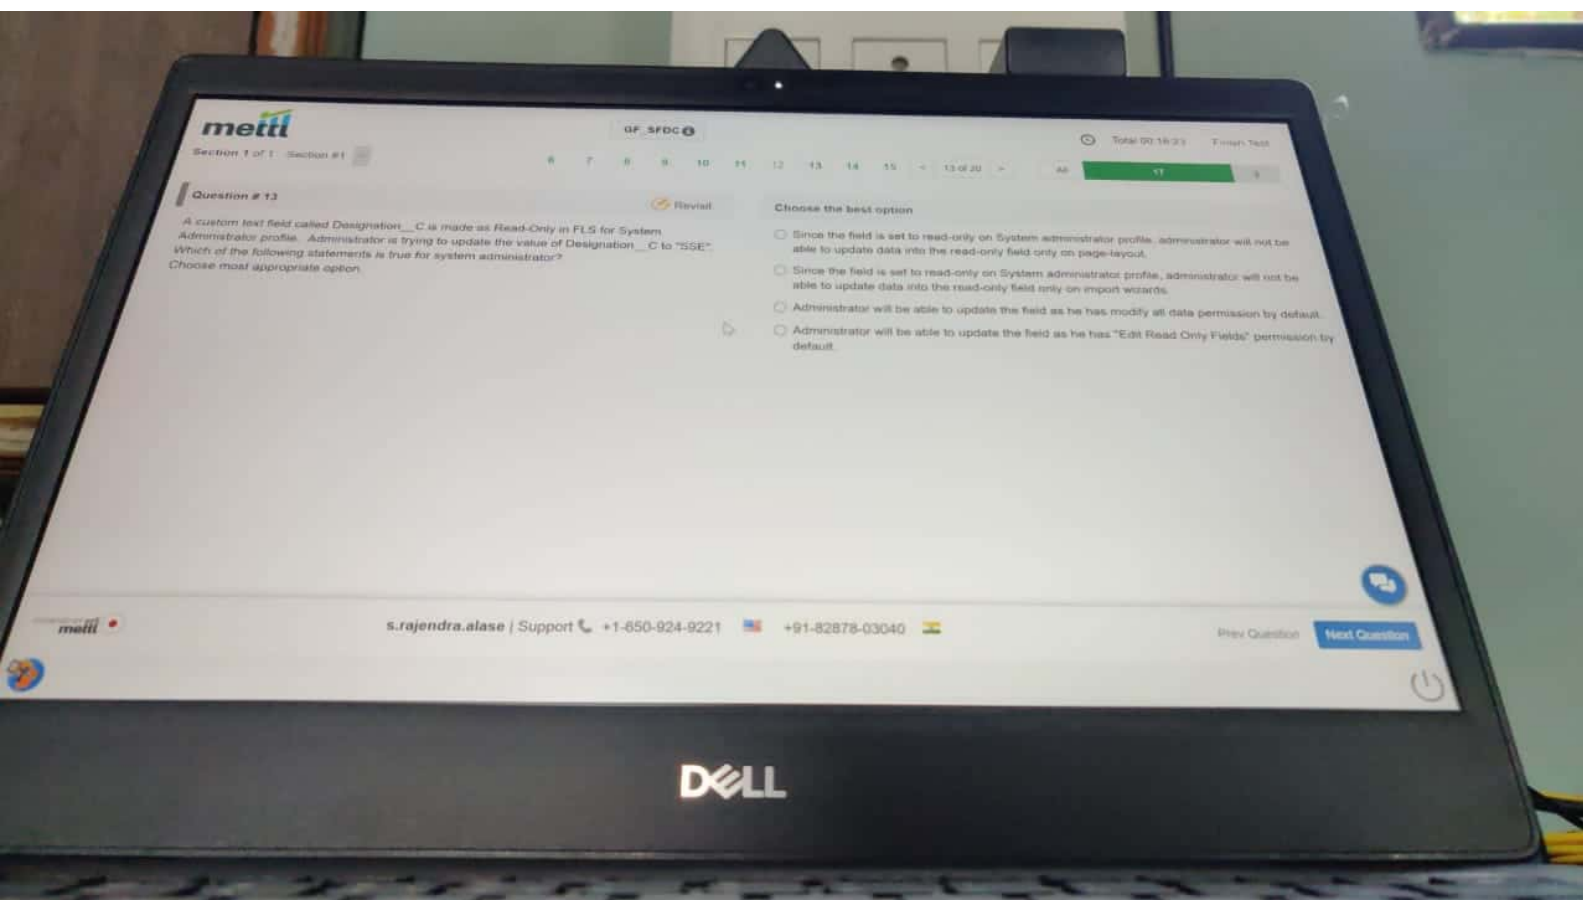 mettl
GF_SFDC
Total 00:16:23 Finish Test
Section 1 of 1 Section #1
6 7 8 9 10 11 12 13 14 15 < 13 of 20 > All 17 3
Question # 13
Revisit
A custom text field called Designation__C is made as Read-Only in FLS for System
Administrator profile. Administrator is trying to update the value of Designation__C to "SSE".
Which of the following statements is true for system administrator?
Choose most appropriate option.
Choose the best option
Since the field is set to read-only on System administrator profile, administrator will not be
able to update data into the read-only field only on page-layout.
Since the field is set to read-only on System administrator profile, administrator will not be
able to update data into the read-only field only on import wizards.
Administrator will be able to update the field as he has modify all data permission by default.
Administrator will be able to update the field as he has "Edit Read Only Fields" permission by
default.
mettl
s.rajendra.alase | Support +1-650-924-9221 +91-82878-03040
Prev Question Next Question
DELL